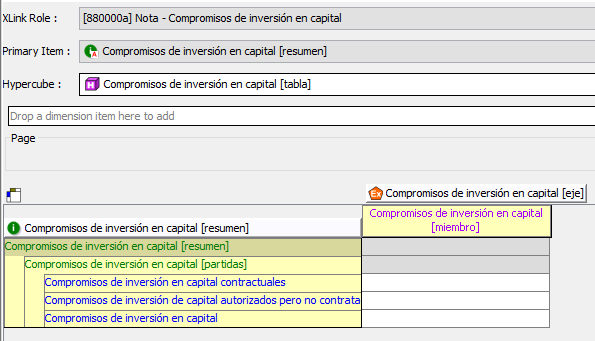 XLink Role :
[880000a] Nota - Compromisos de inversión en capital
Primary Item :
Compromisos de inversión en capital [resumen]
Hypercube :
H
Compromisos de inversión en capital [tabla]
Drop a dimension item here to add
Page
Ex
Compromisos de inversión en capital [eje]
Compromisos de inversión en capital [resumen]
Compromisos de inversión en capital
[miembro]
Compromisos de inversión en capital [resumen]
Compromisos de inversión en capital [partidas]
Compromisos de inversión en capital contractuales
Compromisos de inversión de capital autorizados pero no contrata
Compromisos de inversión en capital